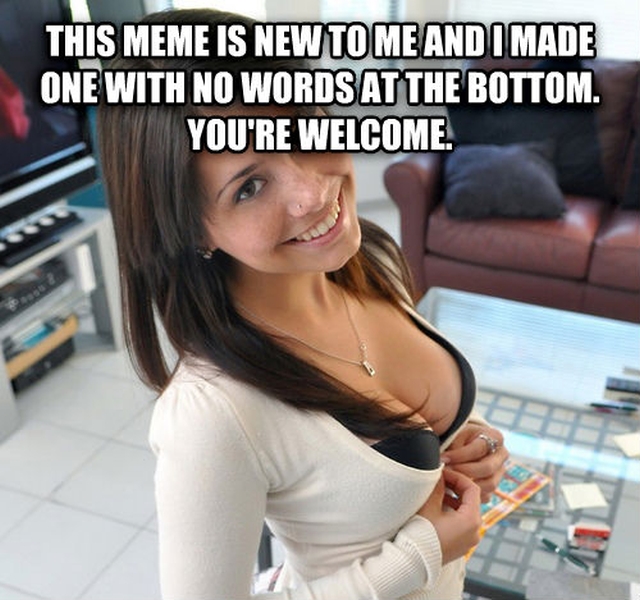 THIS MEME IS NEW TO ME AND I MADE
ONE WITH NO WORDS AT THE BOTTOM.
YOU'RE WELCOME.